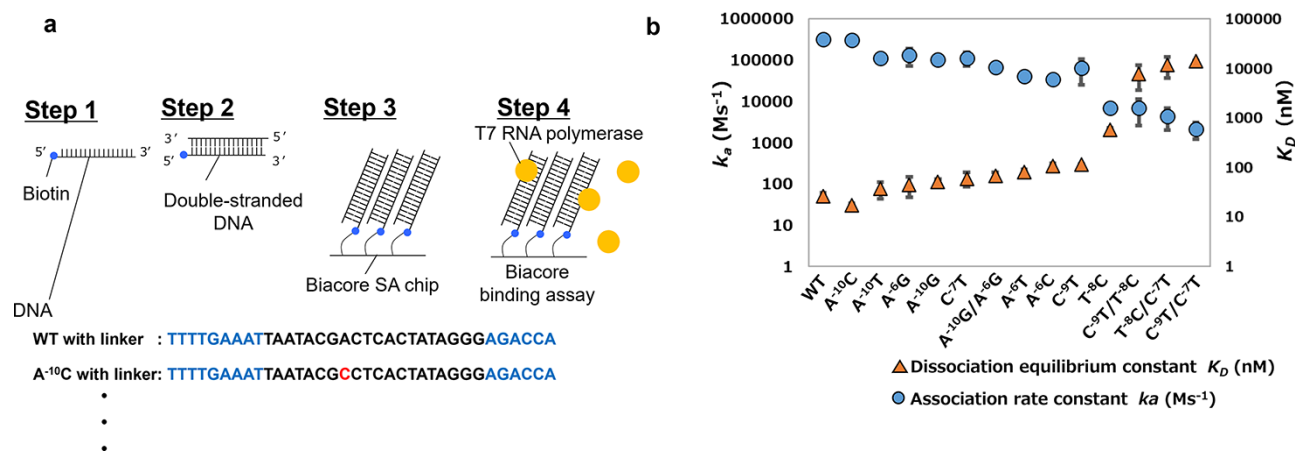 a
Step 1
Step 2
Step 3
Step 4
5′
3′
Biotin
DNA
3′
5′
5′
3′
Double-stranded
DNA
Biacore SA chip
T7 RNA polymerase
Biacore
binding assay
WT with linker : TTTTGAAATTAATACGACTCACTATAGGGAGACCA
A-10C with linker: TTTTGAAATTAATACGCCTCACTATAGGGAGACCA
b
1000000
100000
10000
1000
100
10
1
ka (Ms-1)
100000
10000
1000
100
10
1
KD (nM)
WT
A-10C
A-10T
A-6G
A-10G
C-7T
A-10G/A-6G
A-6T
A-6C
C-9T
T-8C
C-9T/T-8C
T-8C/C-7T
C-9T/C-7T
Dissociation equilibrium constant KD (nM)
Association rate constant ka (Ms-1)